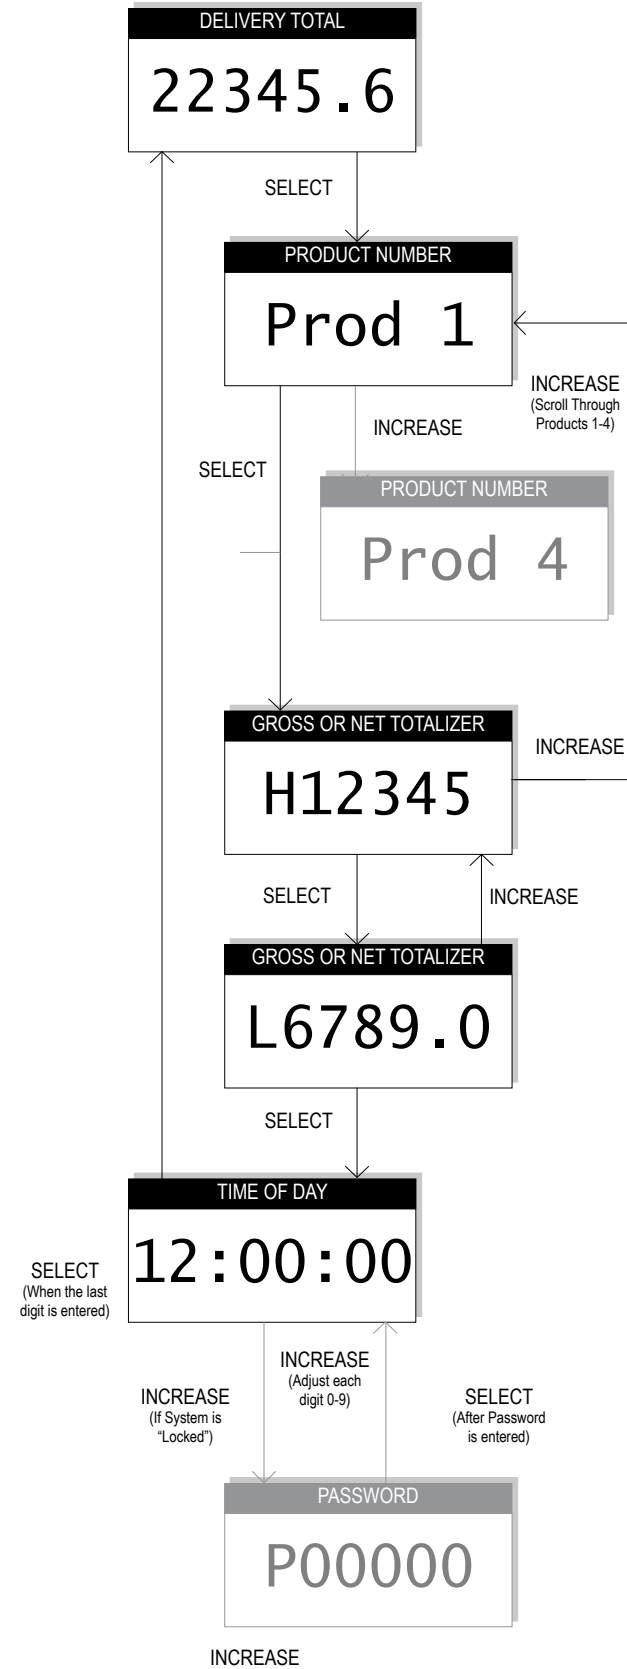 DELIVERY TOTAL
22345.6
SELECT
PRODUCT NUMBER
Prod 1
INCREASE
(Scroll Through
Products 1-4)
INCREASE
SELECT
PRODUCT NUMBER
Prod 4
GROSS OR NET TOTALIZER
H12345
INCREASE
SELECT
INCREASE
GROSS OR NET TOTALIZER
L6789.0
SELECT
TIME OF DAY
12:00:00
SELECT
(When the last
digit is entered)
INCREASE
(Adjust each
digit 0-9)
INCREASE
(If System is
“Locked”)
SELECT
(After Password
is entered)
PASSWORD
P00000
INCREASE